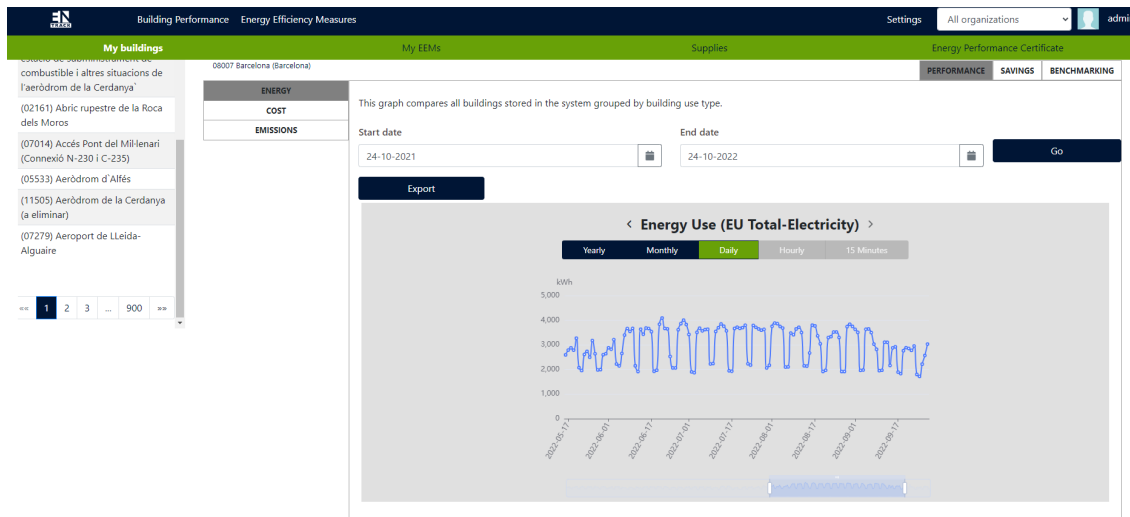 EN
TRACK
Building Performance Energy Efficiency Measures
Settings
All organizations
admi
My buildings
My EEMs
Supplies
Energy Performance Certificate
combustible i altres situacions de
l'aeròdrom de la Cerdanya`
(02161) Abric rupestre de la Roca
dels Moros
(07014) Accés Pont del Mil·lenari
(Connexió N-230 i C-235)
(05533) Aeròdrom d`Alfés
(11505) Aeròdrom de la Cerdanya
(a eliminar)
(07279) Aeroport de LLeida-
Alguaire
«« 1 2 3 ... 900 »»
08007 Barcelona (Barcelona)
ENERGY
COST
EMISSIONS
PERFORMANCE SAVINGS BENCHMARKING
This graph compares all buildings stored in the system grouped by building use type.
Start date
End date
24-10-2021
24-10-2022
Go
Export
< Energy Use (EU Total-Electricity) >
Yearly Monthly Daily Hourly 15 Minutes
kWh
5,000
4,000
3,000
2,000
1,000
0
2022-05-17
2022-06-01
2022-06-17
2022-07-01
2022-07-17
2022-08-01
2022-08-17
2022-09-01
2022-09-17